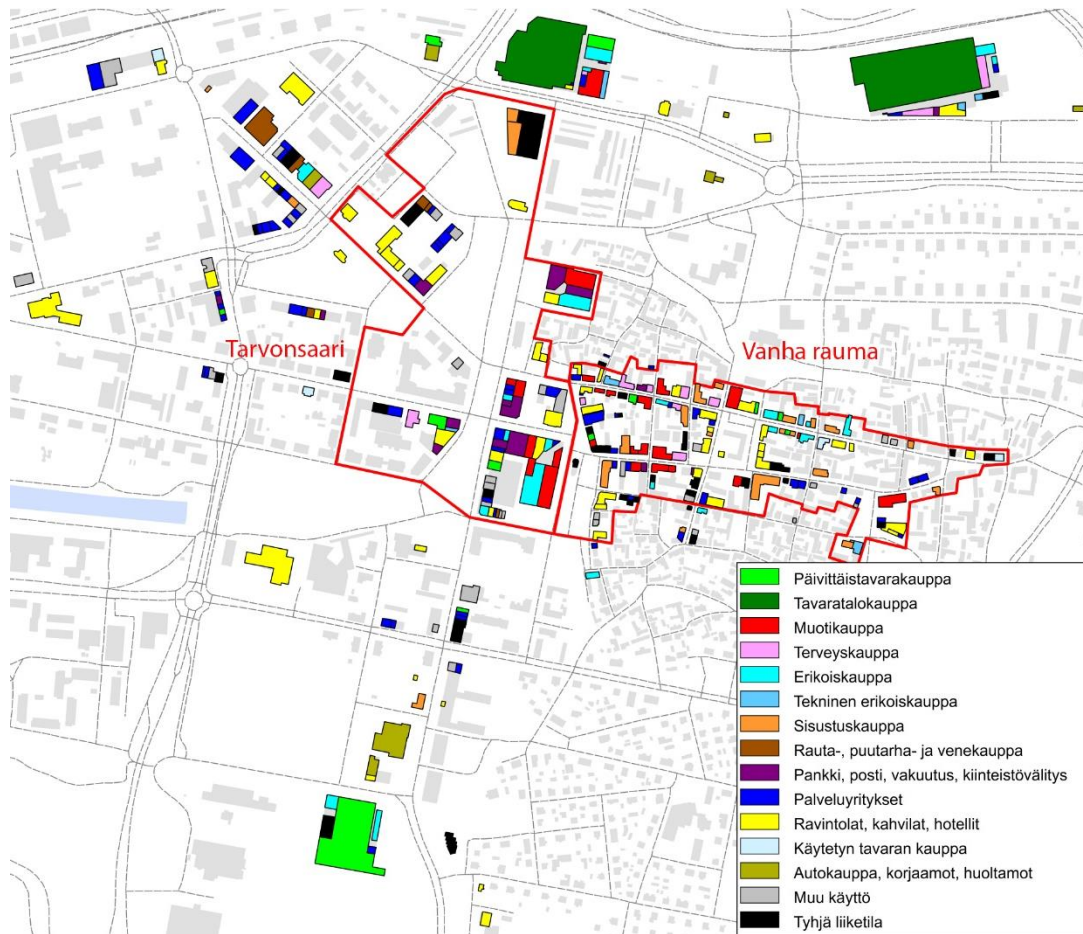 Tarvonsaari
Vanha rauma
Päivittäistavarakauppa
Tavaratalokauppa
Muotikauppa
Terveyskauppa
Erikoiskauppa
Tekninen erikoiskauppa
Sisustuskauppa
Rauta-, puutarha- ja venekauppa
Pankki, posti, vakuutus, kiinteistövälitys
Palveluyritykset
Ravintolat, kahvilat, hotellit
Käytetyn tavaran kauppa
Autokauppa, korjaamot, huoltamot
Muu käyttö
Tyhjä liiketila